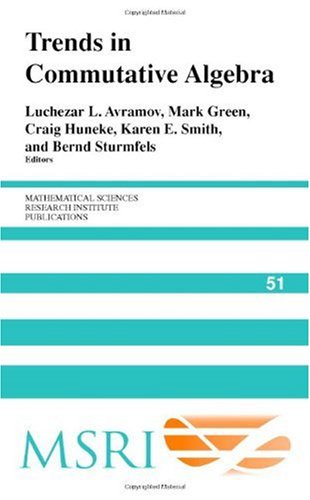 Trends in
Commutative Algebra
Luchezar L. Avramov, Mark Green,
Craig Huneke, Karen E. Smith,
and Bernd Sturmfels
Editors
MATHEMATICAL SCIENCES
RESEARCH INSTITUTE
PUBLICATIONS
51
MSRI